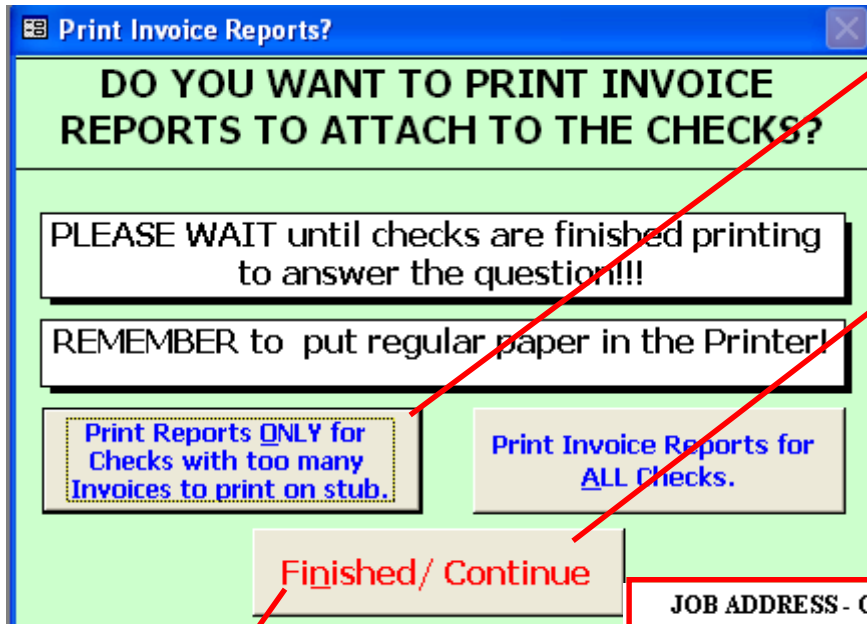 Print Invoice Reports?
DO YOU WANT TO PRINT INVOICE
REPORTS TO ATTACH TO THE CHECKS?
PLEASE WAIT until checks are finished printing
to answer the question!!!
REMEMBER to put regular paper in the Printer!
Print Reports ONLY for
Checks with too many
Invoices to print on stub.
Print Invoice Reports for
ALL Checks.
Finished/ Continue
JOB ADDRESS -